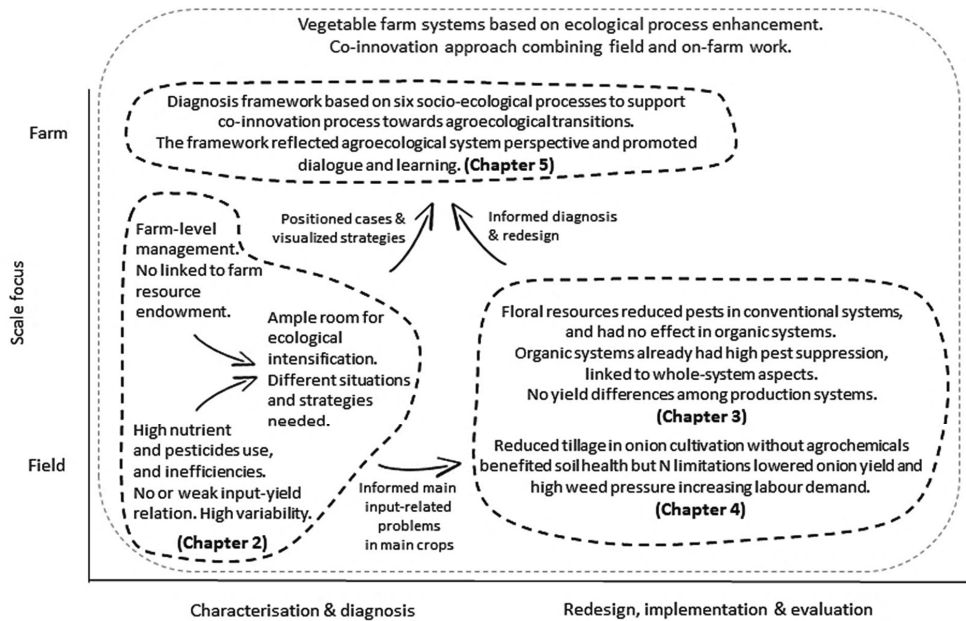 Vegetable farm systems based on ecological process enhancement.
Co-innovation approach combining field and on-farm work.
Farm
Diagnosis framework based on six socio-ecological processes to support
co-innovation process towards agroecological transitions.
The framework reflected agroecological system perspective and promoted
dialogue and learning. (Chapter 5)
Positioned cases &
visualized strategies
Informed diagnosis
& redesign
Scale focus
Farm-level
management.
No linked to farm
resource
endowment.
Ample room for
ecological
intensification.
Different situations
and strategies
needed.
High nutrient
and pesticides use,
and inefficiencies.
No or weak input-yield
relation. High variability.
(Chapter 2)
Field
Informed main
input-related
problems
in main crops
Floral resources reduced pests in conventional systems,
and had no effect in organic systems.
Organic systems already had high pest suppression,
linked to whole-system aspects.
No yield differences among production systems.
(Chapter 3)
Reduced tillage in onion cultivation without agrochemicals
benefited soil health but N limitations lowered onion yield and
high weed pressure increasing labour demand.
(Chapter 4)
Characterisation & diagnosis
Redesign, implementation & evaluation